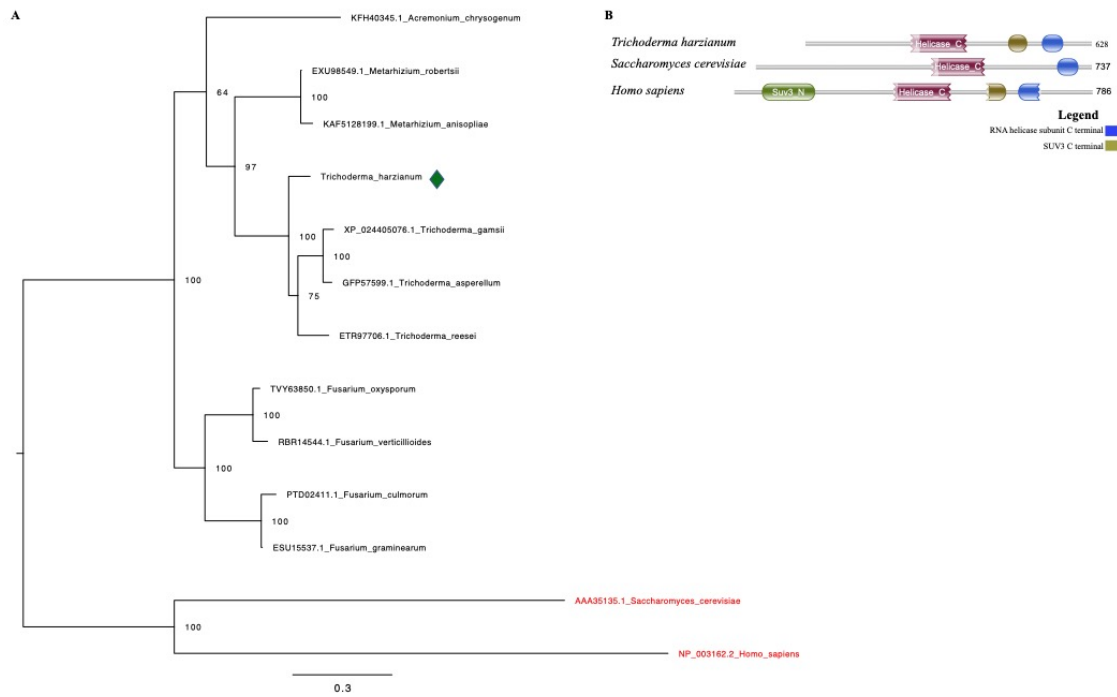 A
KFH40345.1_Acremonium_chrysogenum
EXU98549.1_Metarhizium_robertsii
64
100
KAF5128199.1_Metarhizium_anisopliae
97
Trichoderma_harzianum
XP_024405076.1_Trichoderma_gamsii
100
100
GFP57599.1_Trichoderma_asperellum
100
75
ETR97706.1_Trichoderma_reesei
TVY63850.1_Fusarium_oxysporum
100
RBR14544.1_Fusarium_verticillioides
100
PTD02411.1_Fusarium_culmorum
100
ESU15537.1_Fusarium_graminearum
AAA35135.1_Saccharomyces_cerevisiae
100
NP_003162.2_Homo_sapiens
0.3
B
Trichoderma harzianum Helicase_C 628
Saccharomyces cerevisiae Helicase_C 737
Homo sapiens Suv3_N Helicase_C 786
Legend
RNA helicase subunit C terminal
SUV3 C terminal